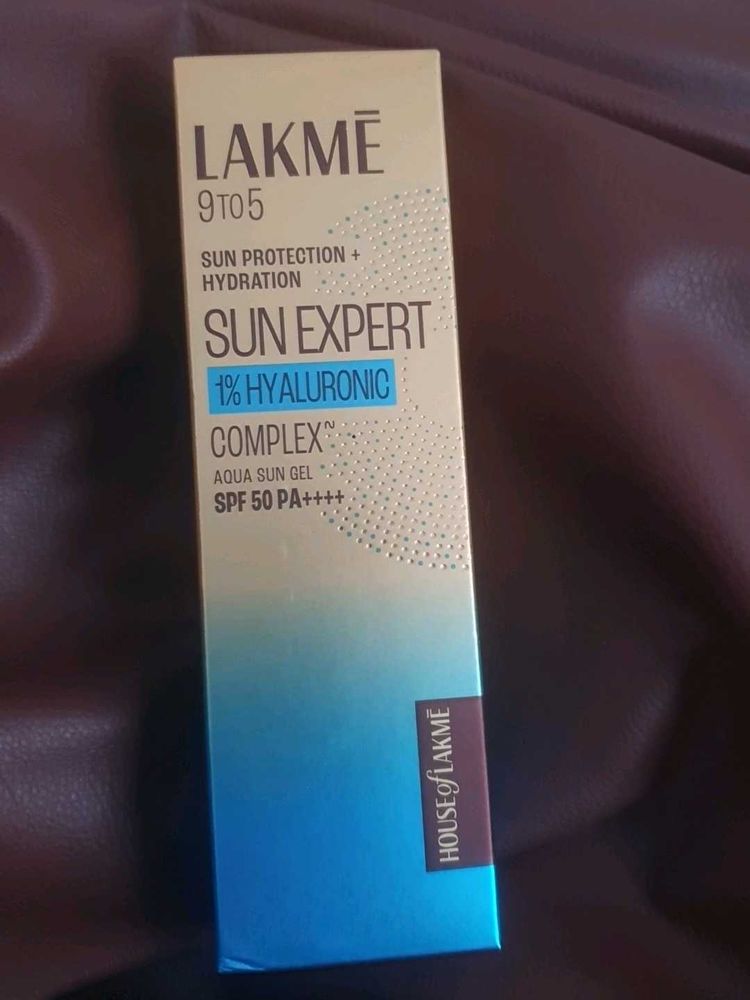 LAKMĒ
9TO5
SUN PROTECTION +
HYDRATION
SUN EXPERT
1% HYALURONIC
COMPLEX~
AQUA SUN GEL
SPF 50 PA++++
HOUSE of LAKMĒ